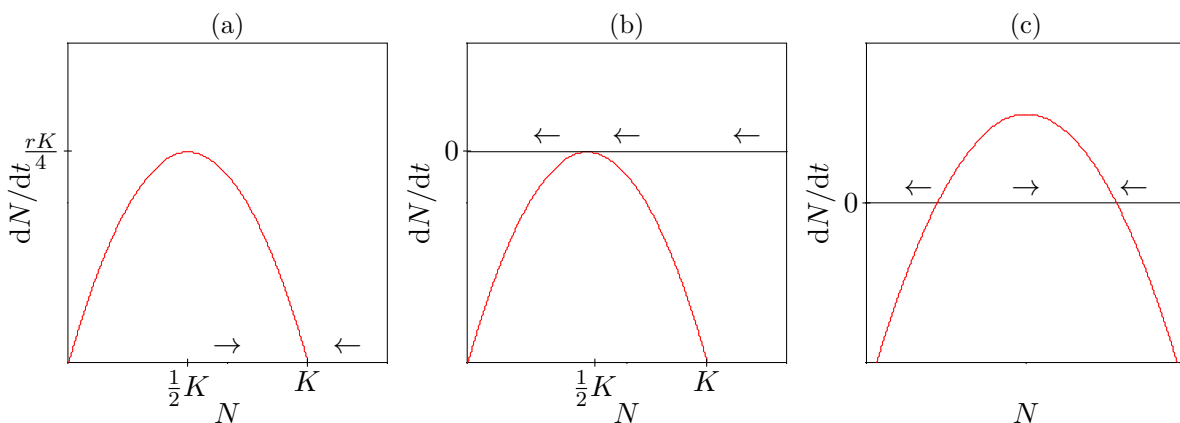 (a)
dN/dt
rK/4
→ ←
½K K
N
(b)
dN/dt
0
← ← ←
½K K
N
(c)
dN/dt
0
← → ←
N